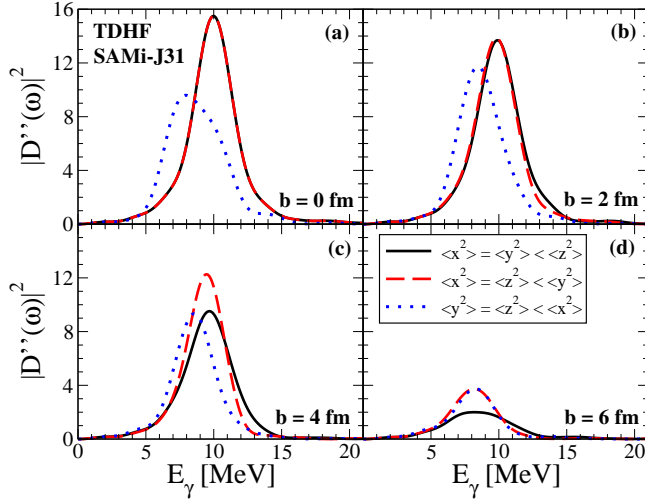 TDHF
SAMi-J31
(a)
b = 0 fm
(b)
b = 2 fm
(c)
b = 4 fm
(d)
b = 6 fm
<x²> = <y²> < <z²>
<x²> = <z²> < <y²>
<y²> = <z²> < <x²>
|D’’(ω)|²
16
12
8
4
0
|D’’(ω)|²
12
8
4
0
0 5 10 15 20
5 10 15 20
E_γ [MeV]
E_γ [MeV]